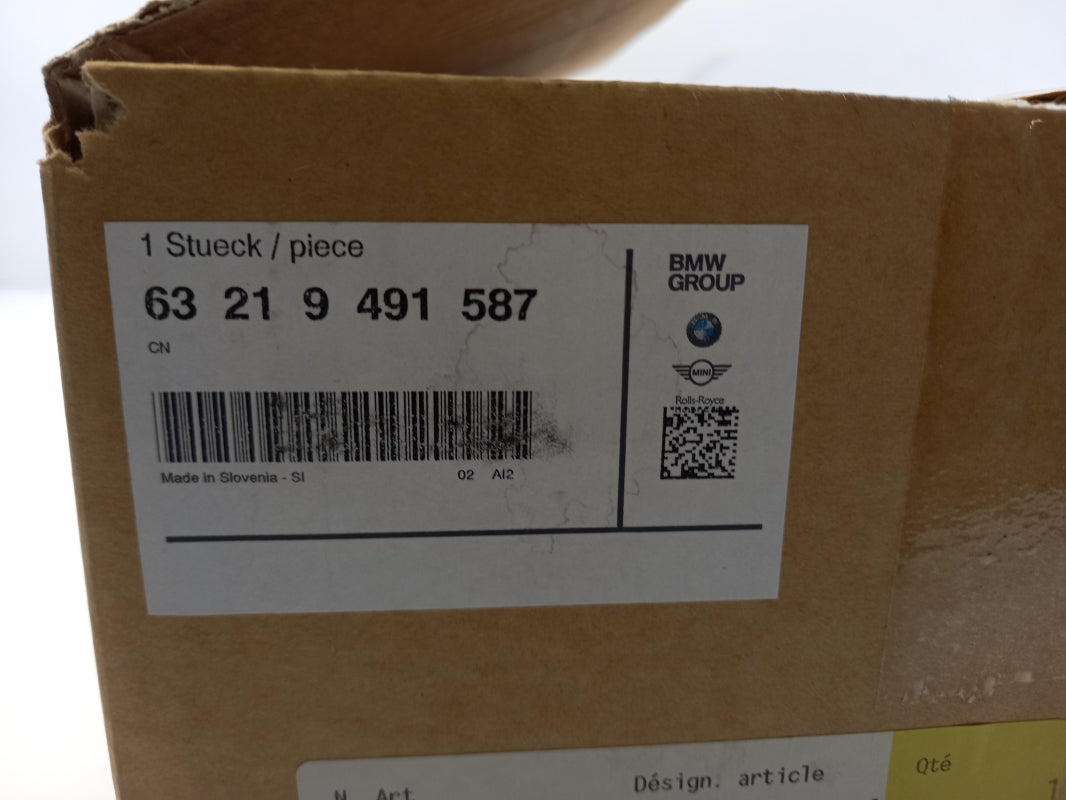 1 Stueck / piece
63 21 9 491 587
CN
Made in Slovenia - SI
02 AI2
BMW
GROUP
MINI
Rolls-Royce
N. Art
Désign. article
Qté
1